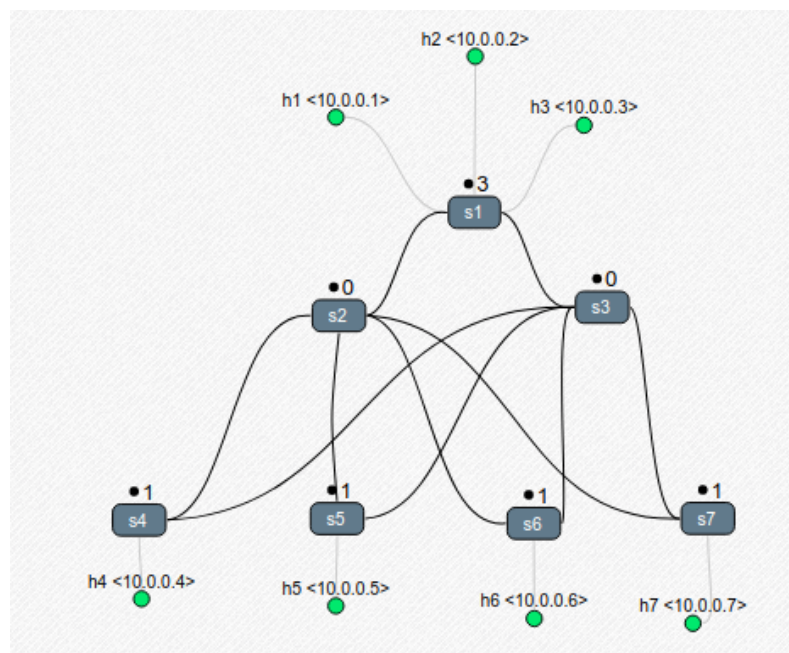 h2 <10.0.0.2>
h1 <10.0.0.1>
h3 <10.0.0.3>
3
s1
0
s2
0
s3
1
s4
1
s5
1
s6
1
s7
h4 <10.0.0.4>
h5 <10.0.0.5>
h6 <10.0.0.6>
h7 <10.0.0.7>